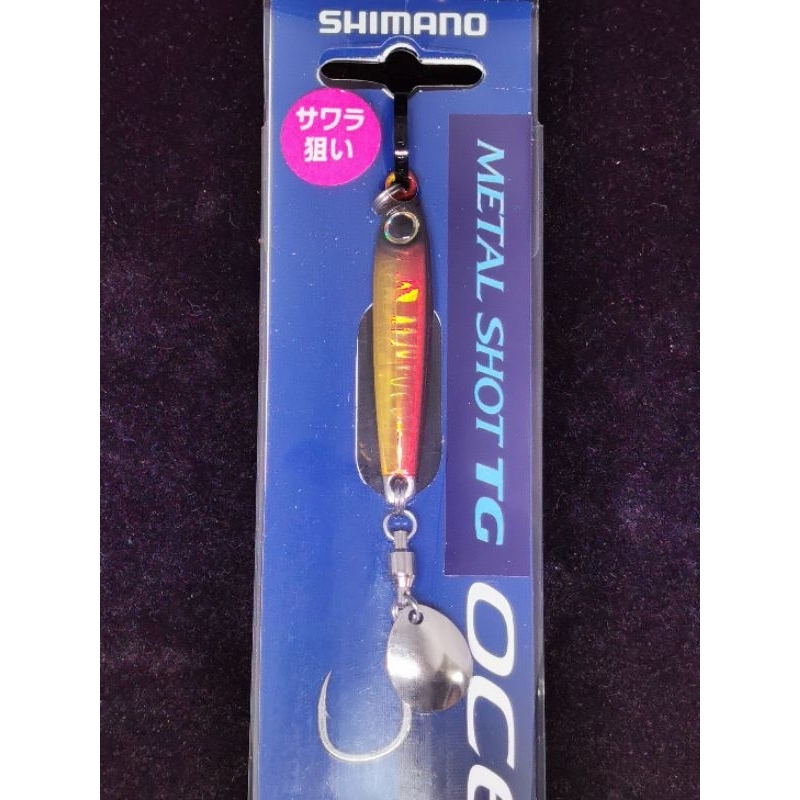 SHIMANO
サワラ
狙い
METAL SHOT TG
OCE